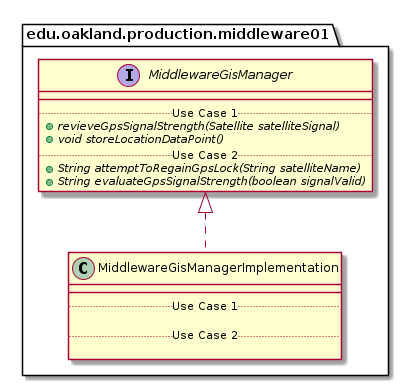 edu.oakland.production.middleware01
I MiddlewareGisManager
Use Case 1
revieveGpsSignalStrength(Satellite satelliteSignal)
void storeLocationDataPoint()
Use Case 2
String attemptToRegainGpsLock(String satelliteName)
String evaluateGpsSignalStrength(boolean signalValid)
C MiddlewareGisManagerImplementation
Use Case 1
Use Case 2